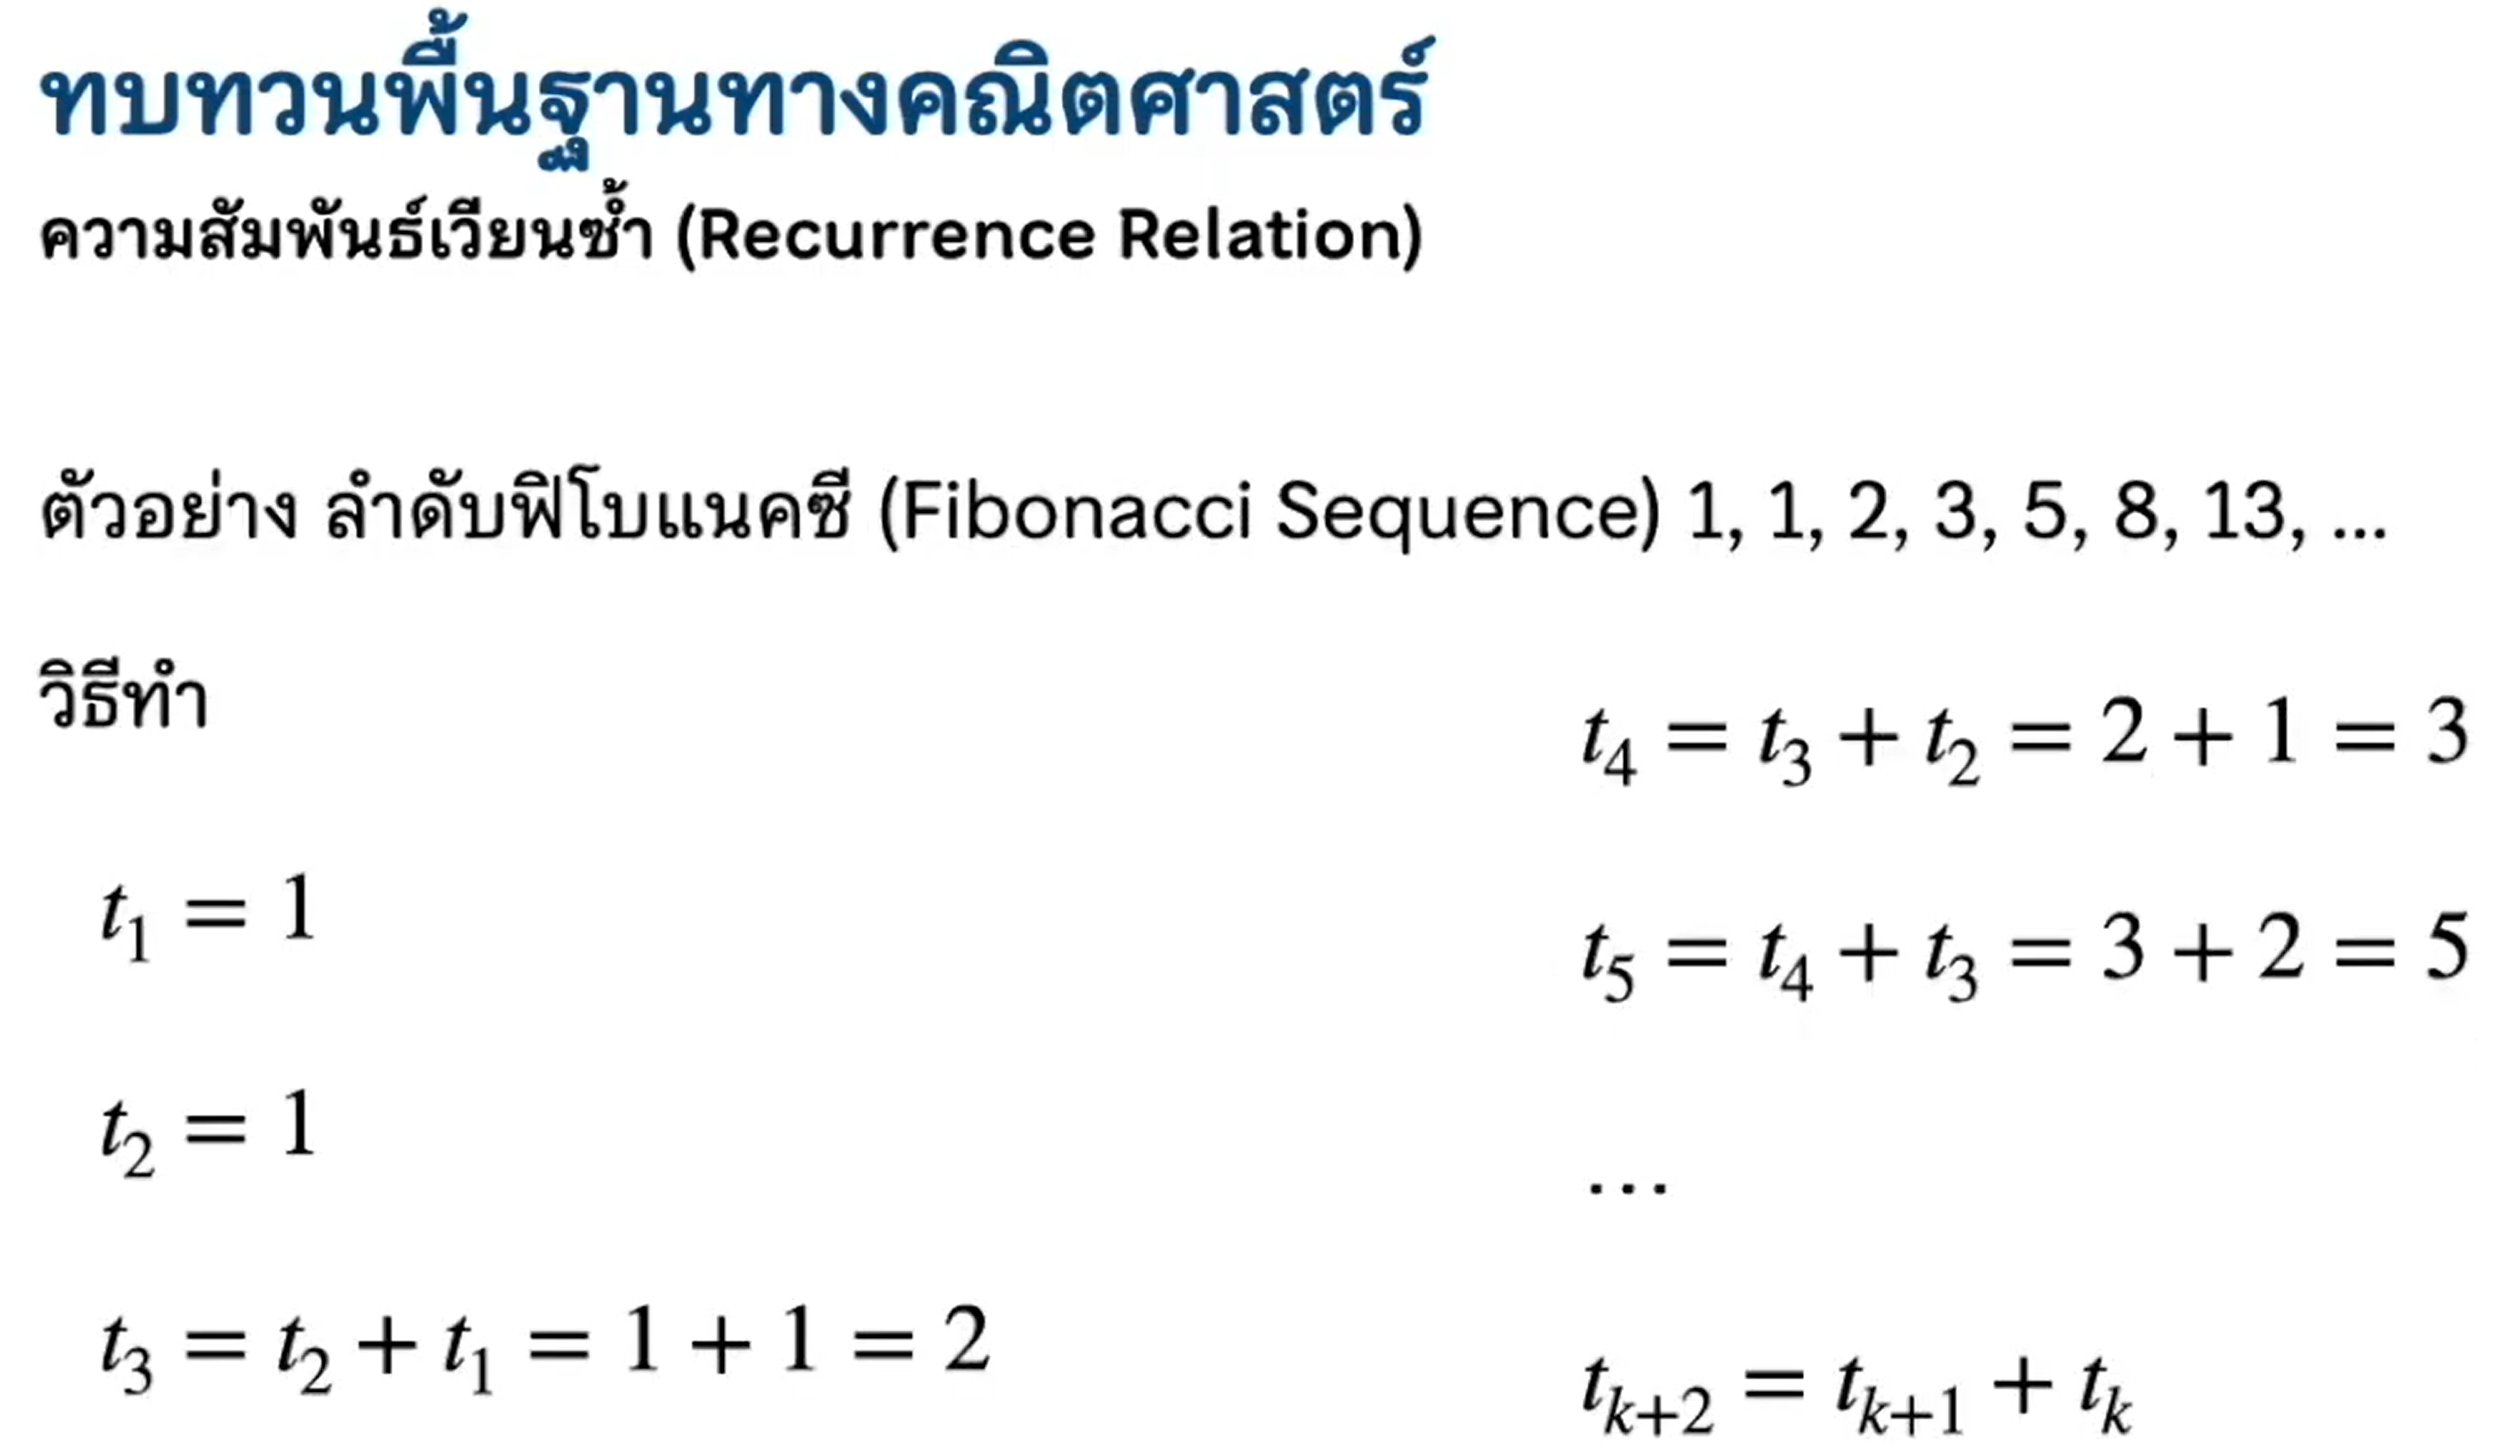 ทบทวนพื้นฐานทางคณิตศาสตร์
ความสัมพันธ์เวียนซ้ำ (Recurrence Relation)
ตัวอย่าง ลำดับฟิโบแนคซี (Fibonacci Sequence) 1, 1, 2, 3, 5, 8, 13, ...
วิธีทำ
t₁ = 1
t₂ = 1
t₃ = t₂ + t₁ = 1 + 1 = 2
t₄ = t₃ + t₂ = 2 + 1 = 3
t₅ = t₄ + t₃ = 3 + 2 = 5
...
tₖ₊₂ = tₖ₊₁ + tₖ